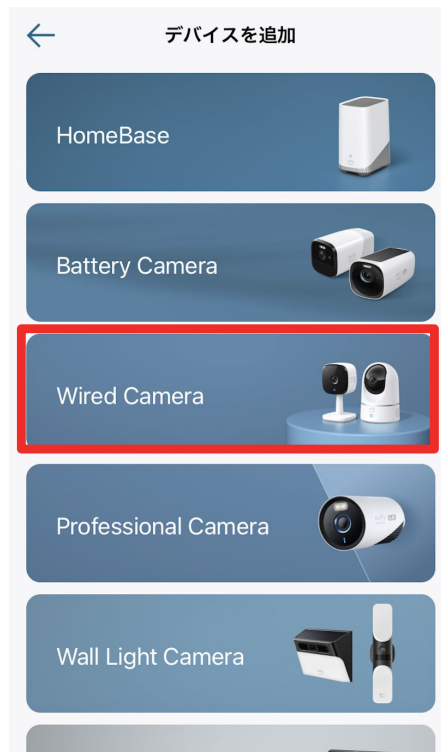 デバイスを追加
HomeBase
Battery Camera
Wired Camera
Professional Camera
Wall Light Camera